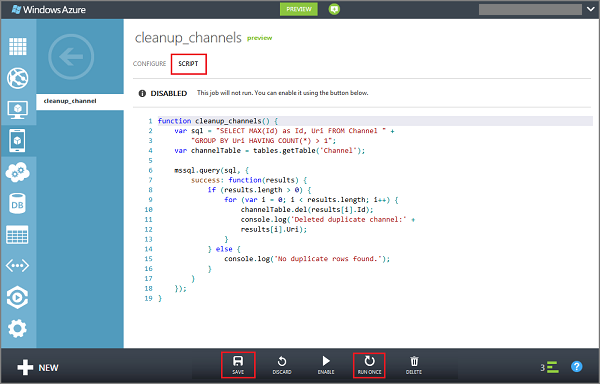 Windows Azure
PREVIEW
cleanup_channels preview
CONFIGURE SCRIPT
cleanup_channel
DISABLED This job will not run. You can enable it using the button below.
1 function cleanup_channels() {
2 var sql = "SELECT MAX(Id) as Id, Uri FROM Channel " +
3 "GROUP BY Uri HAVING COUNT(*) > 1";
4 var channelTable = tables.getTable('Channel');
5
6 mssql.query(sql, {
7 success: function(results) {
8 if (results.length > 0) {
9 for (var i = 0; i < results.length; i++) {
10 channelTable.del(results[i].Id);
11 console.log('Deleted duplicate channel:' +
12 results[i].Uri);
13 }
14 } else {
15 console.log('No duplicate rows found.');
16 }
17 }
18 });
19 }
DB
NEW
SAVE DISCARD ENABLE RUN ONCE DELETE
3
?